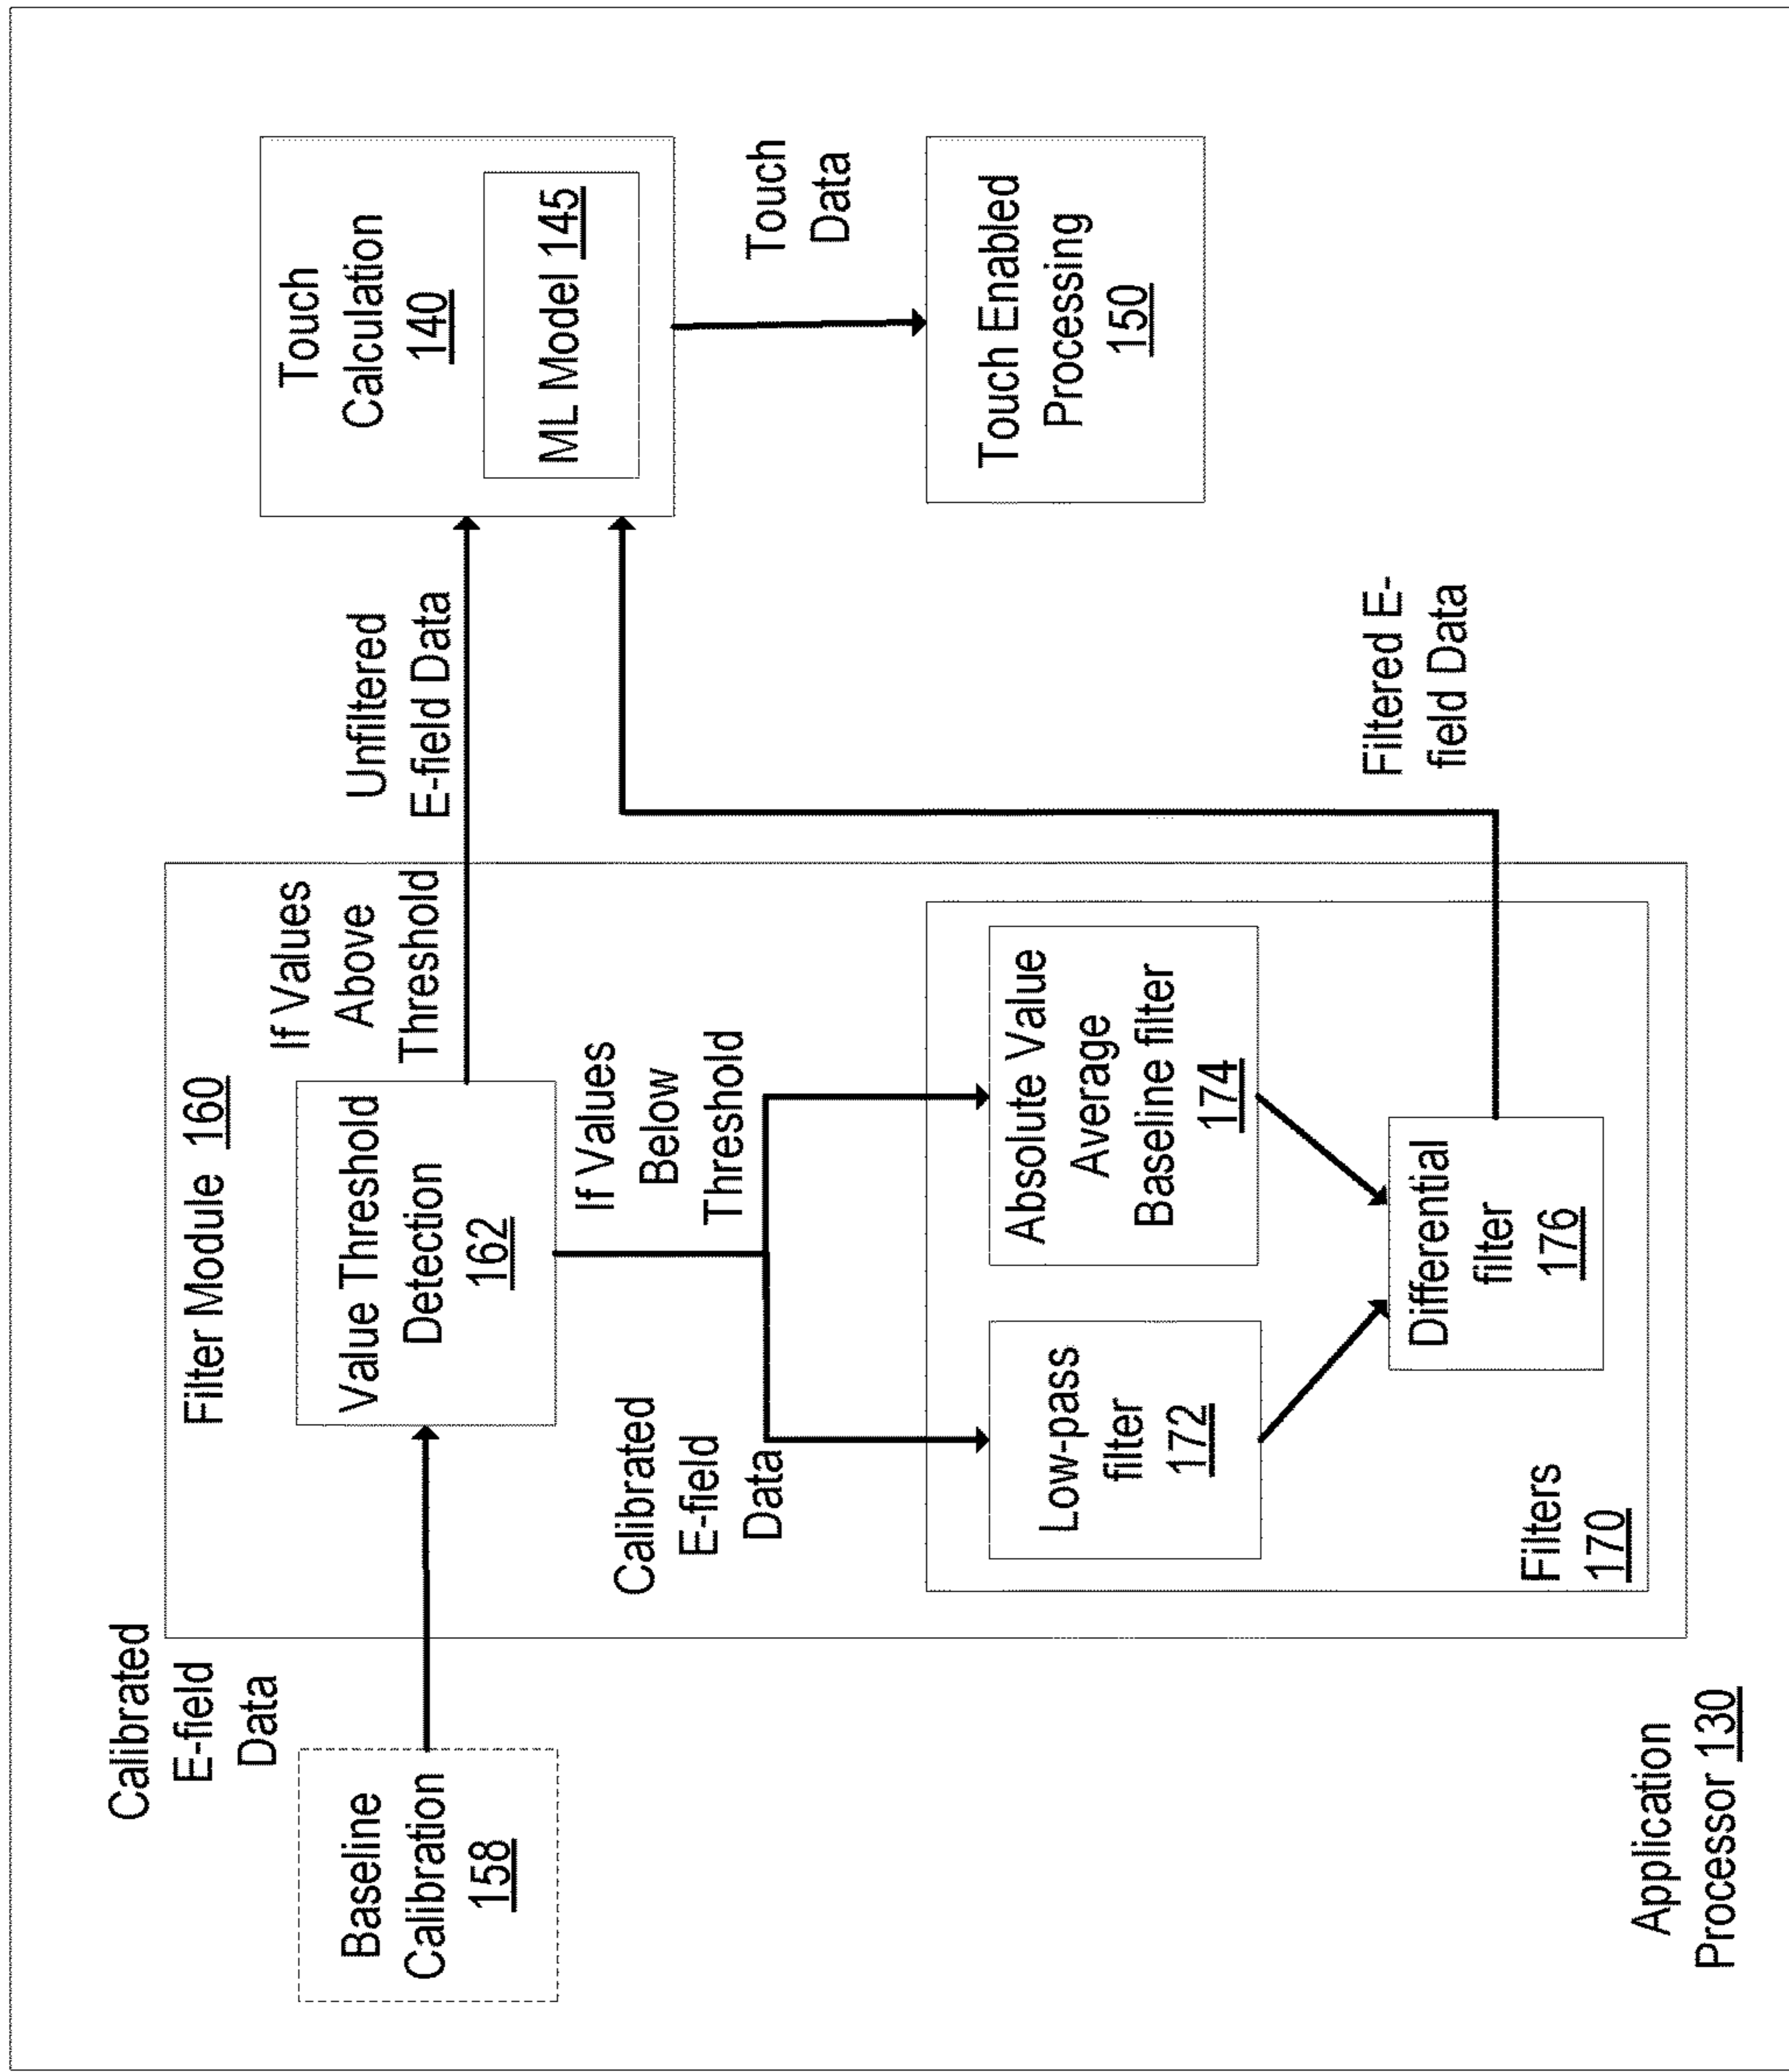 Calibrated
E-field
Data
Baseline
Calibration
158
Filter Module 160
Value Threshold
Detection
162
If Values
Above
Threshold
Unfiltered
E-field Data
Touch
Calculation
140
ML Model 145
If Values
Below
Threshold
Calibrated
E-field
Data
Touch
Data
Low-pass
filter
172
Absolute Value
Average
Baseline filter
174
Touch Enabled
Processing
150
Differential
filter
176
Filters
170
Filtered E-
field Data
Application
Processor 130